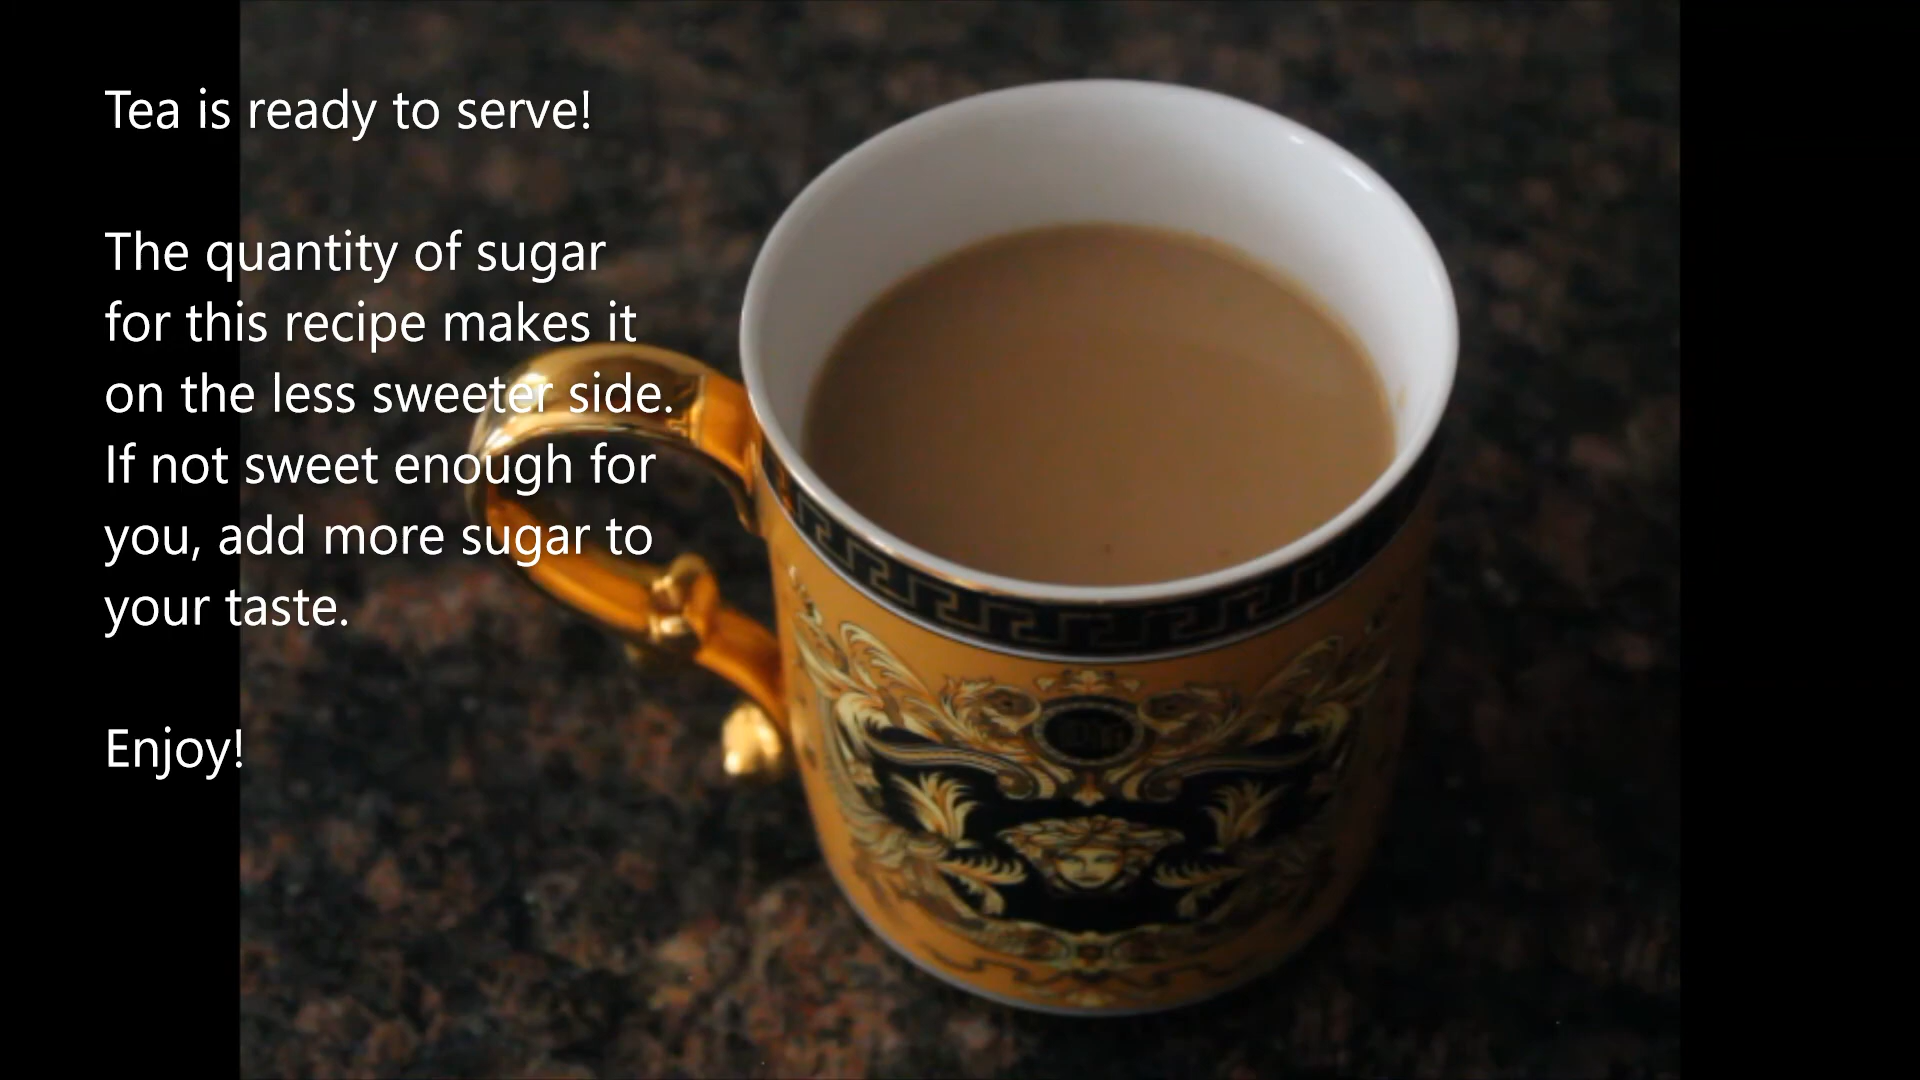 Tea is ready to serve!
The quantity of sugar
for this recipe makes it
on the less sweeter side.
If not sweet enough for
you, add more sugar to
your taste.
Enjoy!